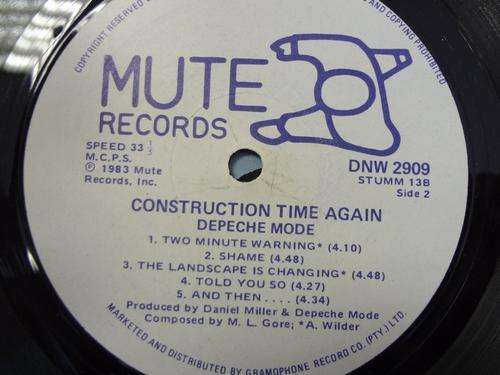 COPYRIGHT RESERVED
AND COPYING PROHIBITED
MUTE
RECORDS
SPEED 33 1/3
M.C.P.S.
℗ 1983 Mute
Records, Inc.
DNW 2909
STUMM 13B
Side 2
CONSTRUCTION TIME AGAIN
DEPECHE MODE
1. TWO MINUTE WARNING* (4.10)
2. SHAME (4.48)
3. THE LANDSCAPE IS CHANGING* (4.48)
4. TOLD YOU SO (4.27)
5. AND THEN .... (4.34)
Produced by Daniel Miller & Depeche Mode
Composed by M. L. Gore; *A. Wilder
MARKETED AND DISTRIBUTED BY GRAMOPHONE RECORD CO. (PTY.) LTD.